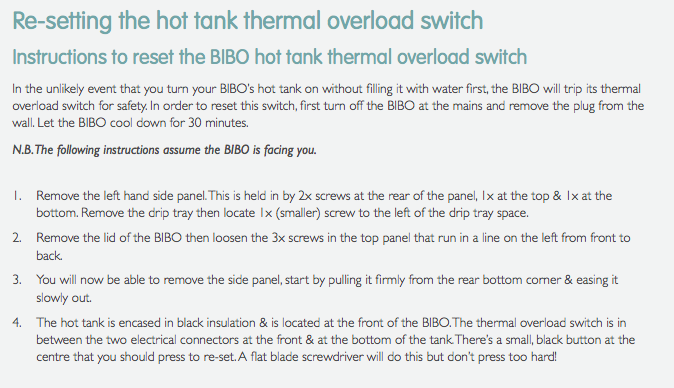 Re-setting the hot tank thermal overload switch
Instructions to reset the BIBO hot tank thermal overload switch
In the unlikely event that you turn your BIBO's hot tank on without filling it with water first, the BIBO will trip its thermal
overload switch for safety. In order to reset this switch, first turn off the BIBO at the mains and remove the plug from the
wall. Let the BIBO cool down for 30 minutes.
N.B. The following instructions assume the BIBO is facing you.
1. Remove the left hand side panel. This is held in by 2x screws at the rear of the panel, 1x at the top & 1x at the
bottom. Remove the drip tray then locate 1x (smaller) screw to the left of the drip tray space.
2. Remove the lid of the BIBO then loosen the 3x screws in the top panel that run in a line on the left from front to
back.
3. You will now be able to remove the side panel, start by pulling it firmly from the rear bottom corner & easing it
slowly out.
4. The hot tank is encased in black insulation & is located at the front of the BIBO. The thermal overload switch is in
between the two electrical connectors at the front & at the bottom of the tank. There's a small, black button at the
centre that you should press to re-set. A flat blade screwdriver will do this but don't press too hard!